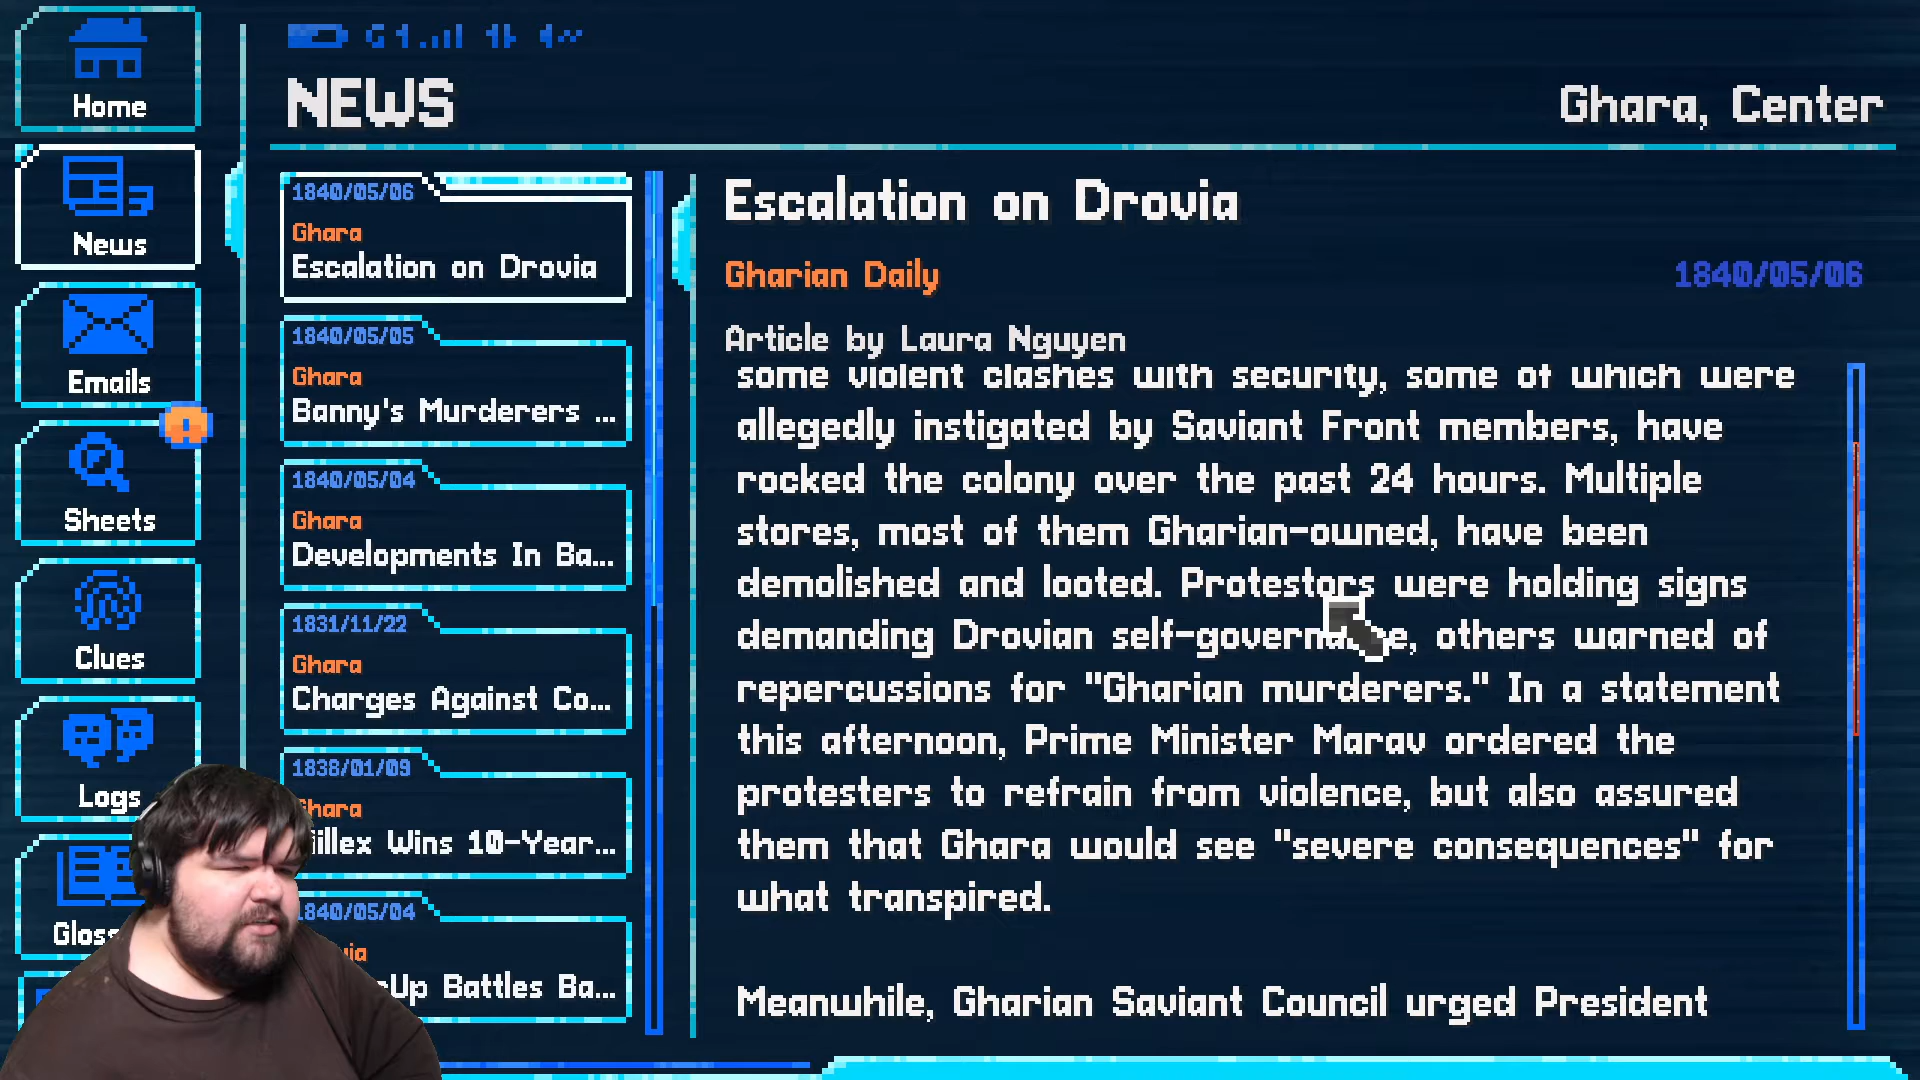 Home
News
Emails
Sheets
Clues
Logs
Glos
NEWS
Ghara, Center
1840/05/06
Ghara
Escalation on Drovia
1840/05/05
Ghara
Banny's Murderers ...
1840/05/04
Ghara
Developments In Ba...
1831/11/22
Ghara
Charges Against Co...
1838/01/09
Ghara
illex Wins 10-Year...
1840/05/04
via
Up Battles Ba...
Escalation on Drovia
Gharian Daily
1840/05/06
Article by Laura Nguyen
some violent clashes with security, some of which were
allegedly instigated by Saviant Front members, have
rocked the colony over the past 24 hours. Multiple
stores, most of them Gharian-owned, have been
demolished and looted. Protestors were holding signs
demanding Drovian self-governance, others warned of
repercussions for "Gharian murderers." In a statement
this afternoon, Prime Minister Marav ordered the
protesters to refrain from violence, but also assured
them that Ghara would see "severe consequences" for
what transpired.
Meanwhile, Gharian Saviant Council urged President